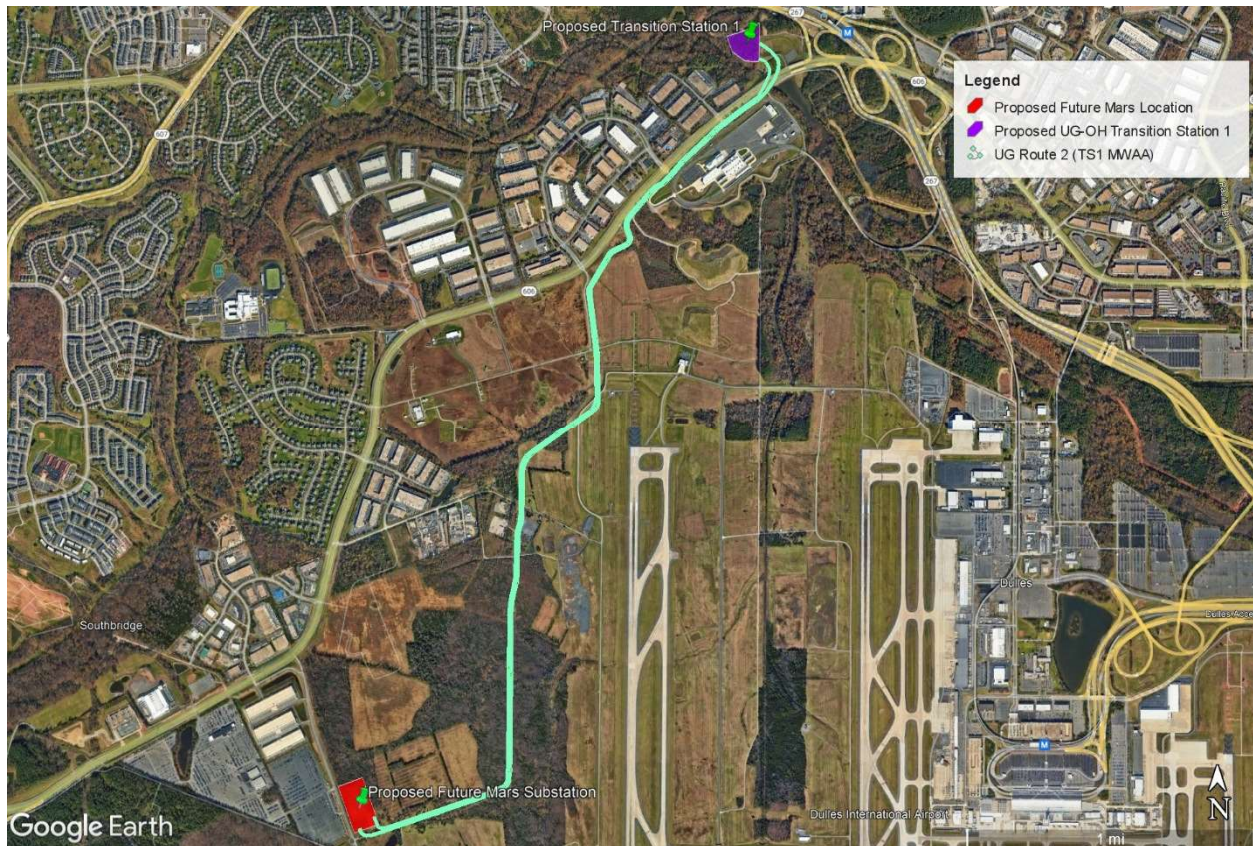 Proposed Transition Station 1
267
M
606
Legend
Proposed Future Mars Location
Proposed UG-OH Transition Station 1
UG Route 2 (TS1 MWAA)
607
267
606
Dulles
Dulles Acce
Southbridge
M
Proposed Future Mars Substation
Dulles International Airport
N
1 mi
Google Earth